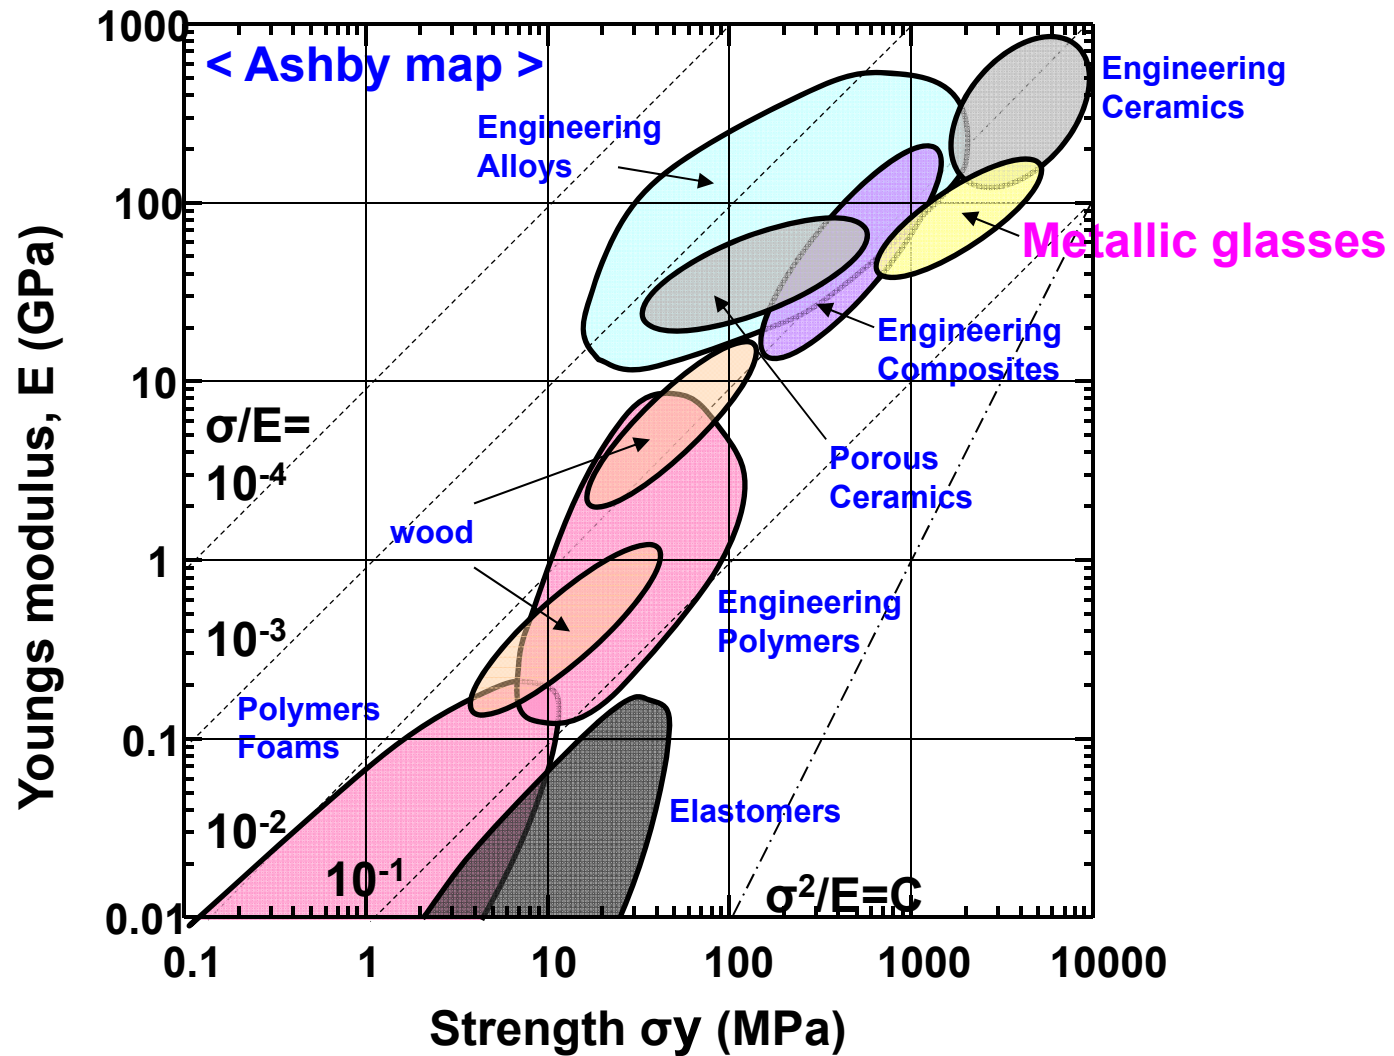 < Ashby map >
Engineering
Ceramics
Engineering
Alloys
Metallic glasses
Engineering
Composites
Porous
Ceramics
wood
Engineering
Polymers
Polymers
Foams
Elastomers
σ/E=
10⁻⁴
10⁻³
10⁻²
10⁻¹
σ²/E=C
1000
100
10
1
0.1
0.01
0.1 1 10 100 1000 10000
Youngs modulus, E (GPa)
Strength σy (MPa)